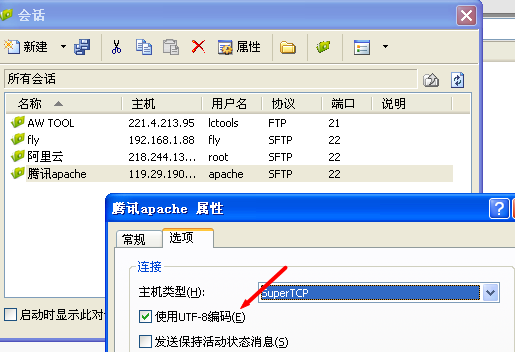 会话
新建 属性
所有会话
名称 主机 用户名 协议 端口 说明
AW TOOL 221.4.213.95 lctools FTP 21
fly 192.168.1.88 fly SFTP 22
阿里云 218.244.13... root SFTP 22
腾讯apache 119.29.190... apache SFTP 22
腾讯apache 属性
常规 选项
连接
主机类型(H): SuperTCP
使用UTF-8编码(E)
启动时显示此对
发送保持活动状态消息(S)